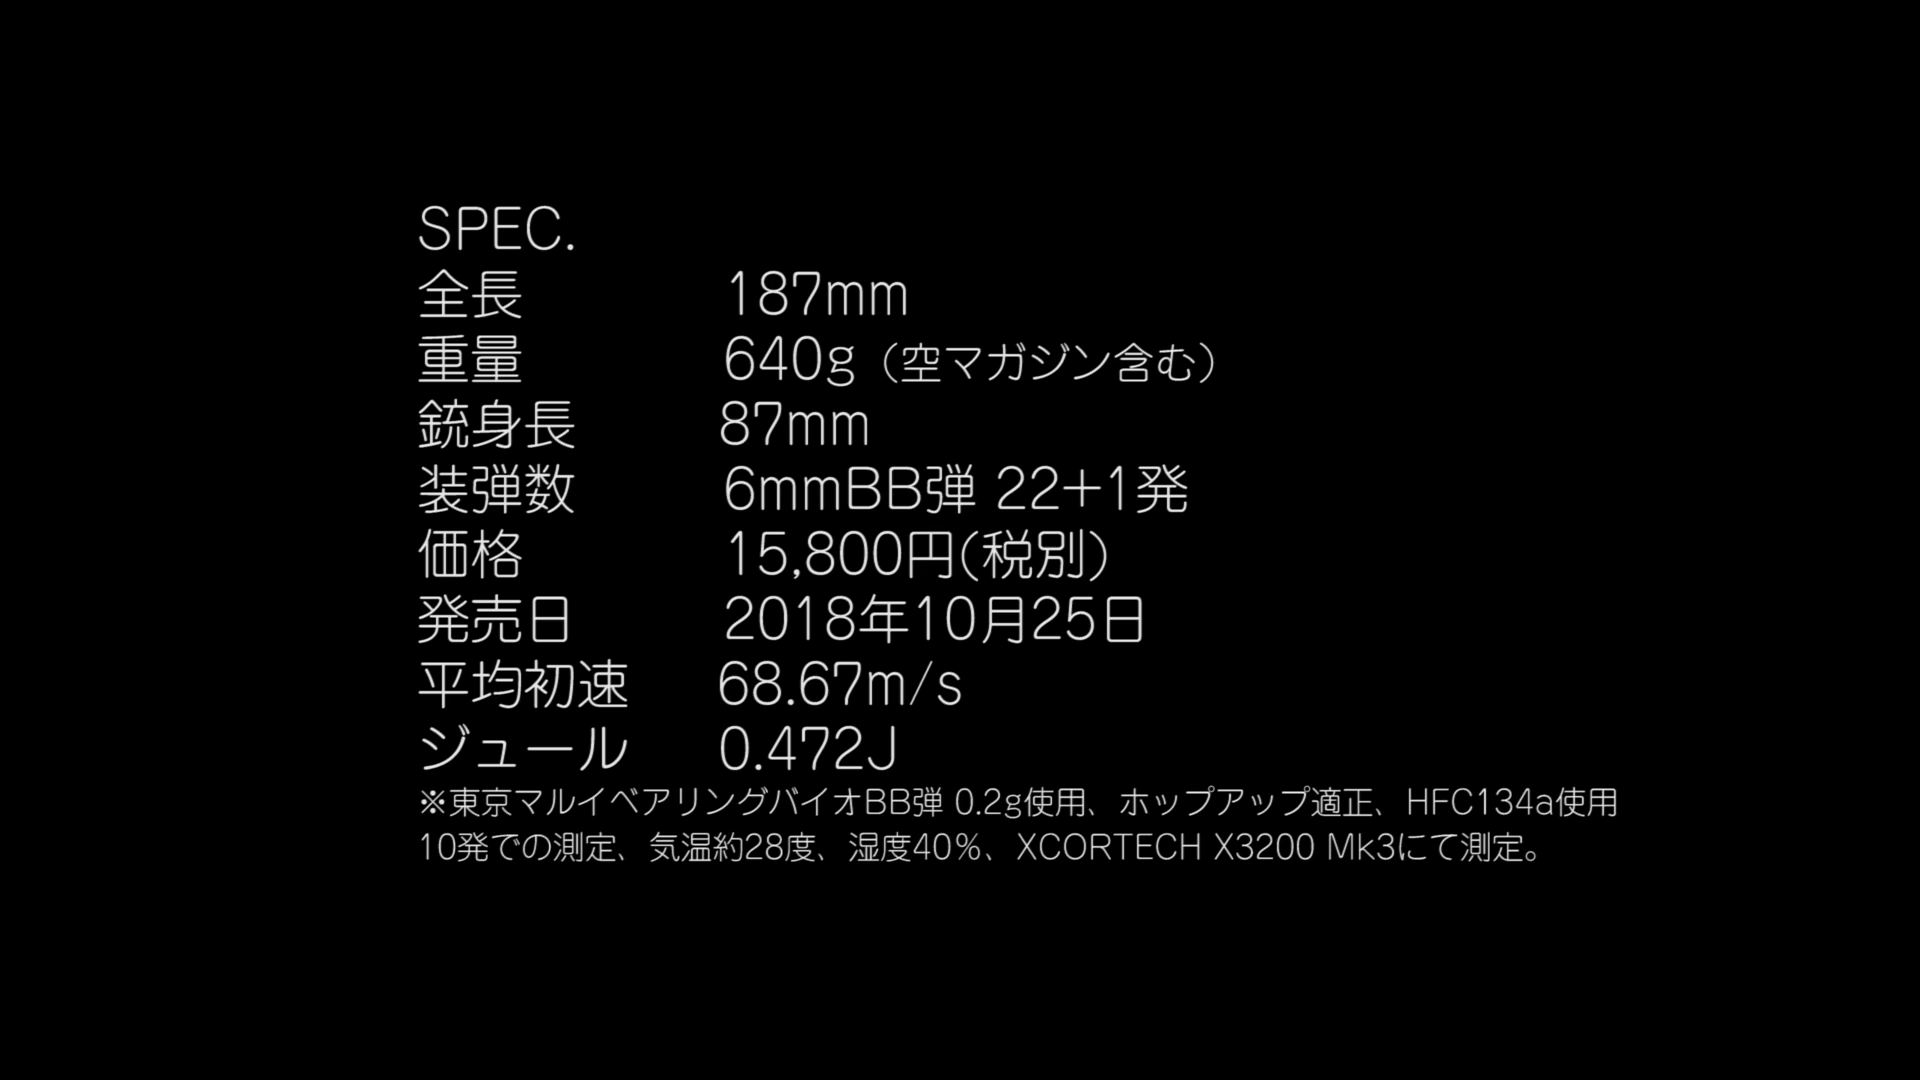 SPEC.
全長 187mm
重量 640g（空マガジン含む）
銃身長 87mm
装弾数 6mmBB弾 22+1発
価格 15,800円(税別)
発売日 2018年10月25日
平均初速 68.67m/s
ジュール 0.472J
※東京マルイベアリングバイオBB弾 0.2g使用、ホップアップ適正、HFC134a使用
10発での測定、気温約28度、湿度40%、XCORTECH X3200 Mk3にて測定。